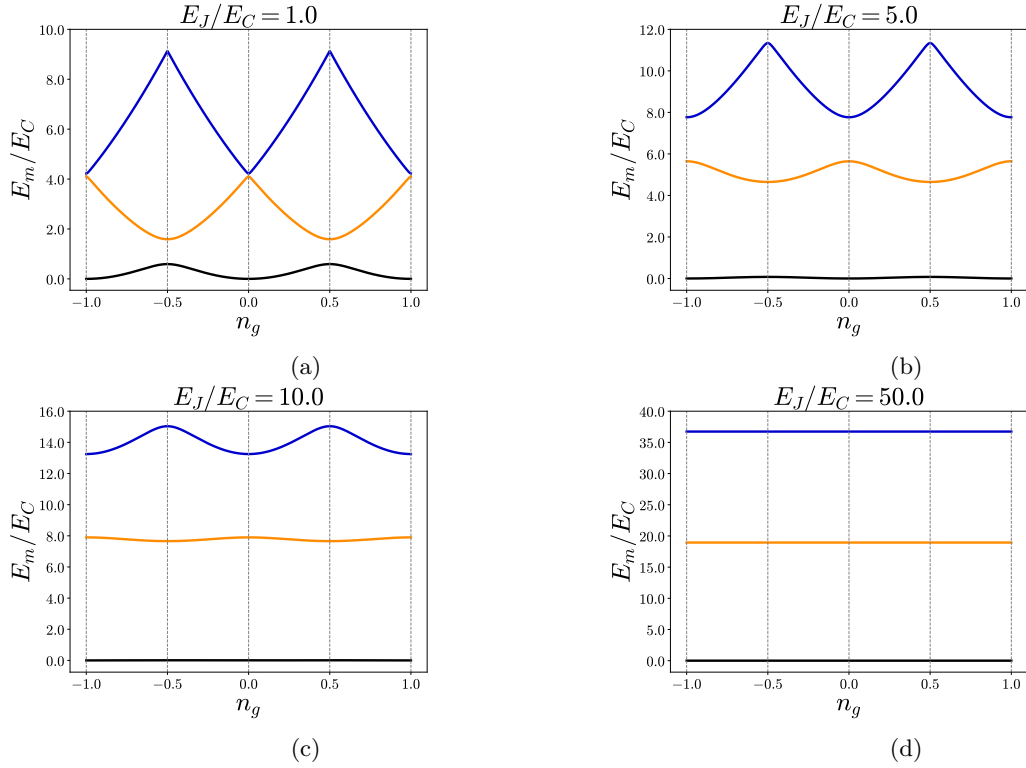 E_J/E_C = 1.0
10.0
8.0
6.0
4.0
2.0
0.0
E_m/E_C
−1.0 −0.5 0.0 0.5 1.0
n_g
(a)
E_J/E_C = 5.0
12.0
10.0
8.0
6.0
4.0
2.0
0.0
E_m/E_C
−1.0 −0.5 0.0 0.5 1.0
n_g
(b)
E_J/E_C = 10.0
16.0
14.0
12.0
10.0
8.0
6.0
4.0
2.0
0.0
E_m/E_C
−1.0 −0.5 0.0 0.5 1.0
n_g
(c)
E_J/E_C = 50.0
40.0
35.0
30.0
25.0
20.0
15.0
10.0
5.0
0.0
E_m/E_C
−1.0 −0.5 0.0 0.5 1.0
n_g
(d)